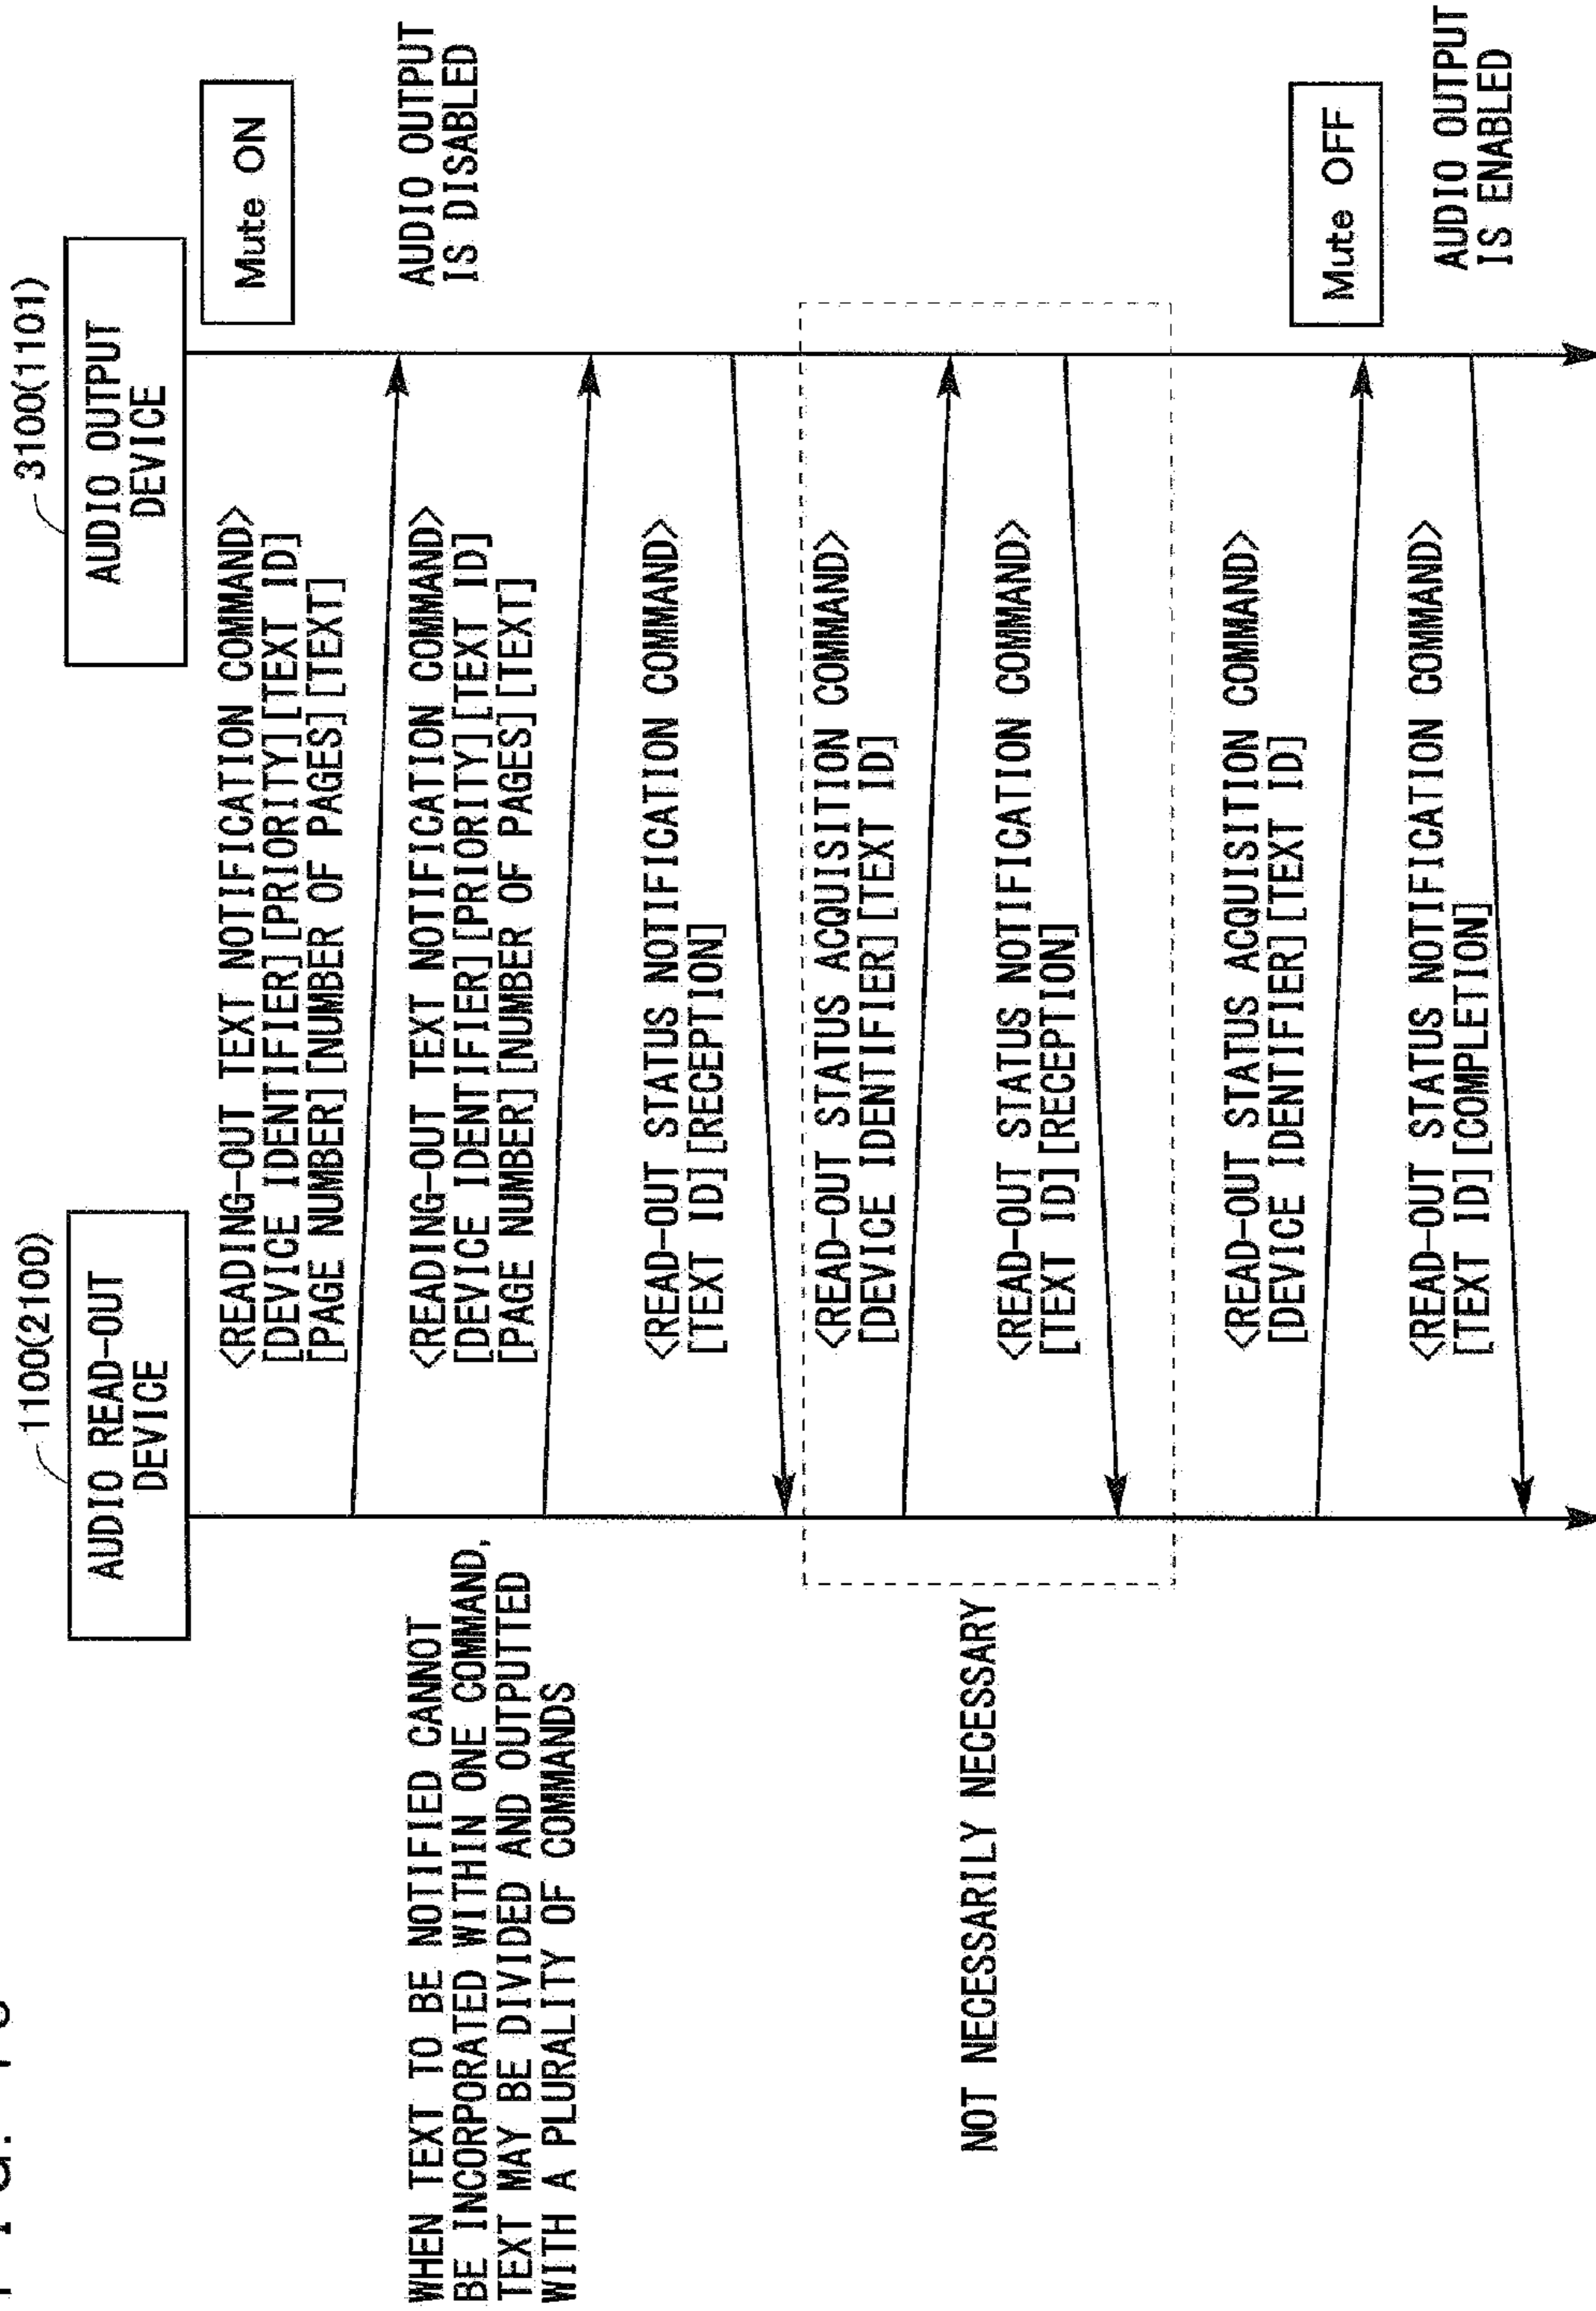 1100(2100)
AUDIO READ-OUT
DEVICE
3100(1101)
AUDIO OUTPUT
DEVICE
Mute ON
<READING-OUT TEXT NOTIFICATION COMMAND>
[DEVICE IDENTIFIER][PRIORITY][TEXT ID]
[PAGE NUMBER][NUMBER OF PAGES][TEXT]
AUDIO OUTPUT
IS DISABLED
WHEN TEXT TO BE NOTIFIED CANNOT
BE INCORPORATED WITHIN ONE COMMAND,
TEXT MAY BE DIVIDED AND OUTPUTTED
WITH A PLURALITY OF COMMANDS
<READING-OUT TEXT NOTIFICATION COMMAND>
[DEVICE IDENTIFIER][PRIORITY][TEXT ID]
[PAGE NUMBER][NUMBER OF PAGES][TEXT]
<READ-OUT STATUS NOTIFICATION COMMAND>
[TEXT ID][RECEPTION]
<READ-OUT STATUS ACQUISITION COMMAND>
[DEVICE IDENTIFIER][TEXT ID]
NOT NECESSARILY NECESSARY
<READ-OUT STATUS NOTIFICATION COMMAND>
[TEXT ID][RECEPTION]
<READ-OUT STATUS ACQUISITION COMMAND>
[DEVICE IDENTIFIER][TEXT ID]
Mute OFF
<READ-OUT STATUS NOTIFICATION COMMAND>
[TEXT ID][COMPLETION]
AUDIO OUTPUT
IS ENABLED